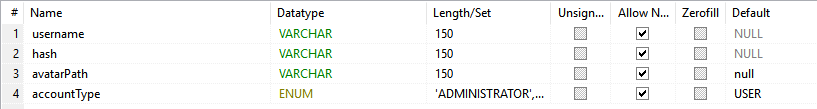 # Name Datatype Length/Set Unsign... Allow N... Zerofill Default
1 username VARCHAR 150 NULL
2 hash VARCHAR 150 NULL
3 avatarPath VARCHAR 150 null
4 accountType ENUM 'ADMINISTRATOR',... USER